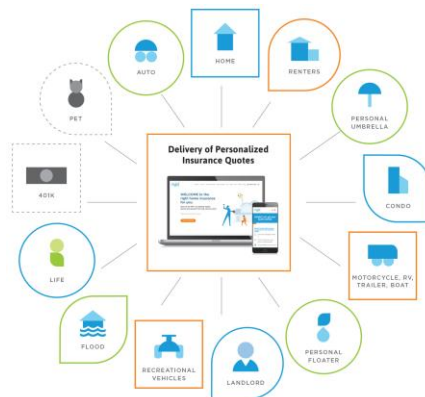 HOME
AUTO
RENTERS
PET
PERSONAL
UMBRELLA
Delivery of Personalized
Insurance Quotes
401K
CONDO
LIFE
MOTORCYCLE, RV,
TRAILER, BOAT
FLOOD
PERSONAL
FLOATER
RECREATIONAL
VEHICLES
LANDLORD